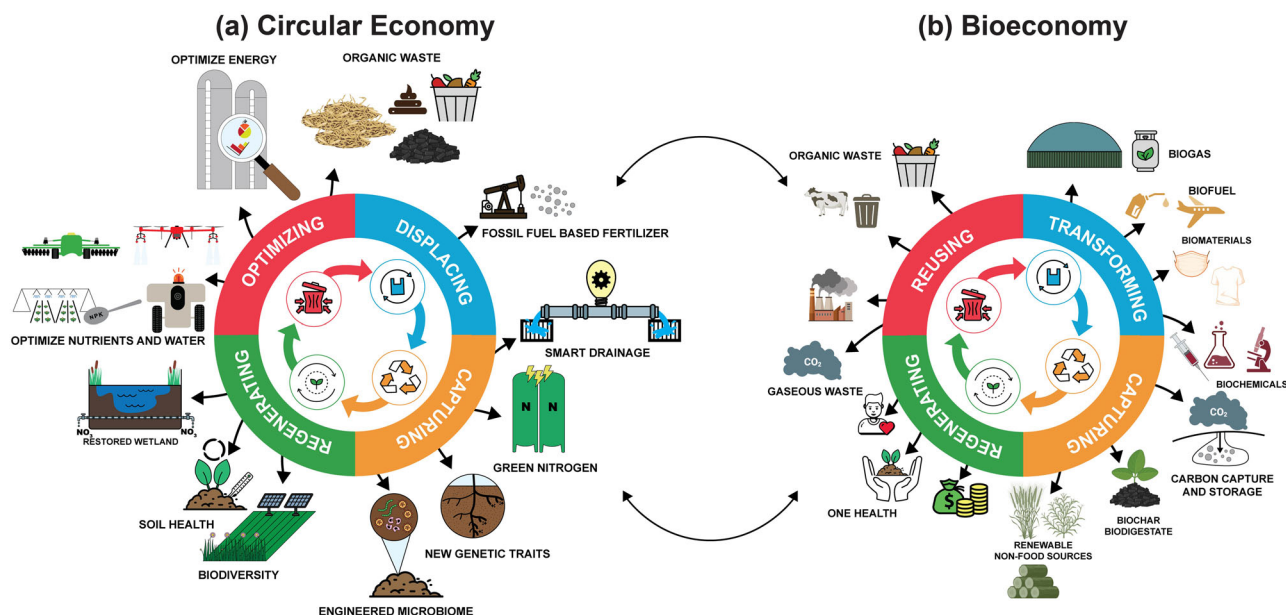 (a) Circular Economy
OPTIMIZE ENERGY
ORGANIC WASTE
OPTIMIZING
DISPLACING
FOSSIL FUEL BASED FERTILIZER
NPK
OPTIMIZE NUTRIENTS AND WATER
SMART DRAINAGE
REGENERATING
CAPTURING
NO3
NO3
RESTORED WETLAND
N
N
GREEN NITROGEN
SOIL HEALTH
BIODIVERSITY
NEW GENETIC TRAITS
ENGINEERED MICROBIOME
(b) Bioeconomy
ORGANIC WASTE
BIOGAS
BIOFUEL
BIOMATERIALS
REUSING
TRANSFORMING
CO2
GASEOUS WASTE
BIOCHEMICALS
REGENERATING
CAPTURING
CO2
CARBON CAPTURE
AND STORAGE
ONE HEALTH
$
BIOCHAR
BIODIGESTATE
RENEWABLE
NON-FOOD SOURCES